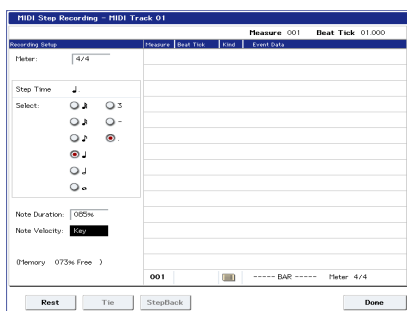 MIDI Step Recording - MIDI Track 01
Measure 001 Beat Tick 01.000
Recording Setup Measure Beat Tick Kind Event Data
Meter: 4/4
Step Time
Select: 3
-
.
Note Duration: 085%
Note Velocity: Key
(Memory 073% Free )
001 ----- BAR ----- Meter 4/4
Rest Tie StepBack Done